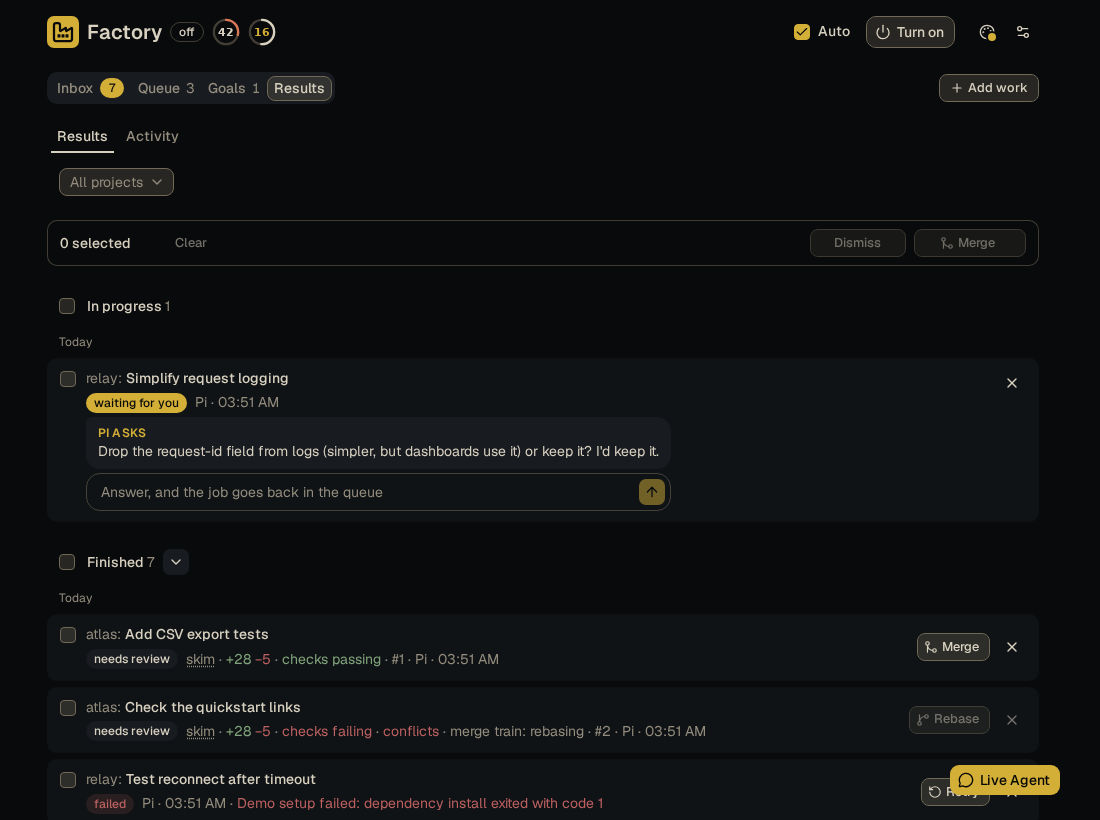 Factory off 42 16 Auto Turn on
Inbox 7 Queue 3 Goals 1 Results + Add work
Results Activity
All projects
0 selected Clear Dismiss Merge
In progress 1
Today
relay: Simplify request logging
waiting for you Pi · 03:51 AM
PI ASKS
Drop the request-id field from logs (simpler, but dashboards use it) or keep it? I'd keep it.
Answer, and the job goes back in the queue
Finished 7
Today
atlas: Add CSV export tests
needs review skim · +28 −5 · checks passing · #1 · Pi · 03:51 AM
Merge
atlas: Check the quickstart links
needs review skim · +28 −5 · checks failing · conflicts · merge train: rebasing · #2 · Pi · 03:51 AM
Rebase
relay: Test reconnect after timeout
failed Pi · 03:51 AM · Demo setup failed: dependency install exited with code 1
Live Agent